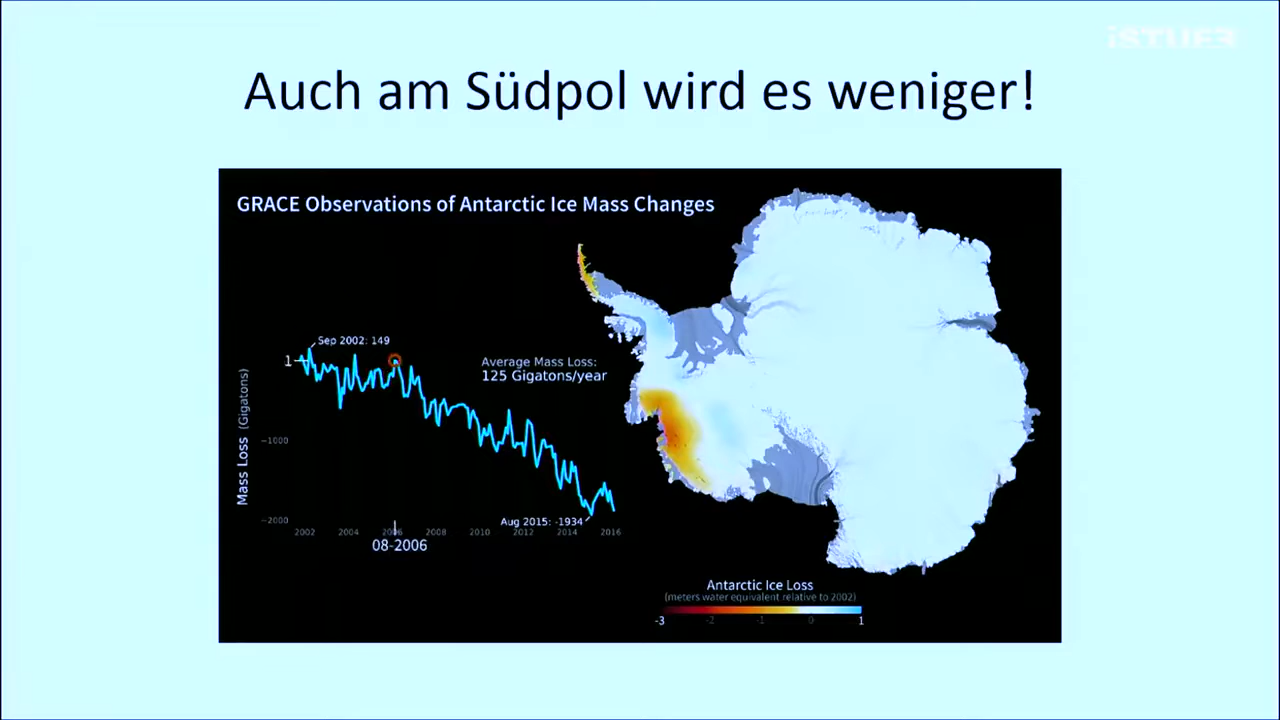 iSTUFF
Auch am Südpol wird es weniger!
GRACE Observations of Antarctic Ice Mass Changes
Sep 2002: 149
1
Average Mass Loss:
125 Gigatons/year
Mass Loss (Gigatons)
−1000
Aug 2015: -1934
−2000
2002 2004 2006 2008 2010 2012 2014 2016
08-2006
Antarctic Ice Loss
(meters water equivalent relative to 2002)
-3 -2 -1 0 1